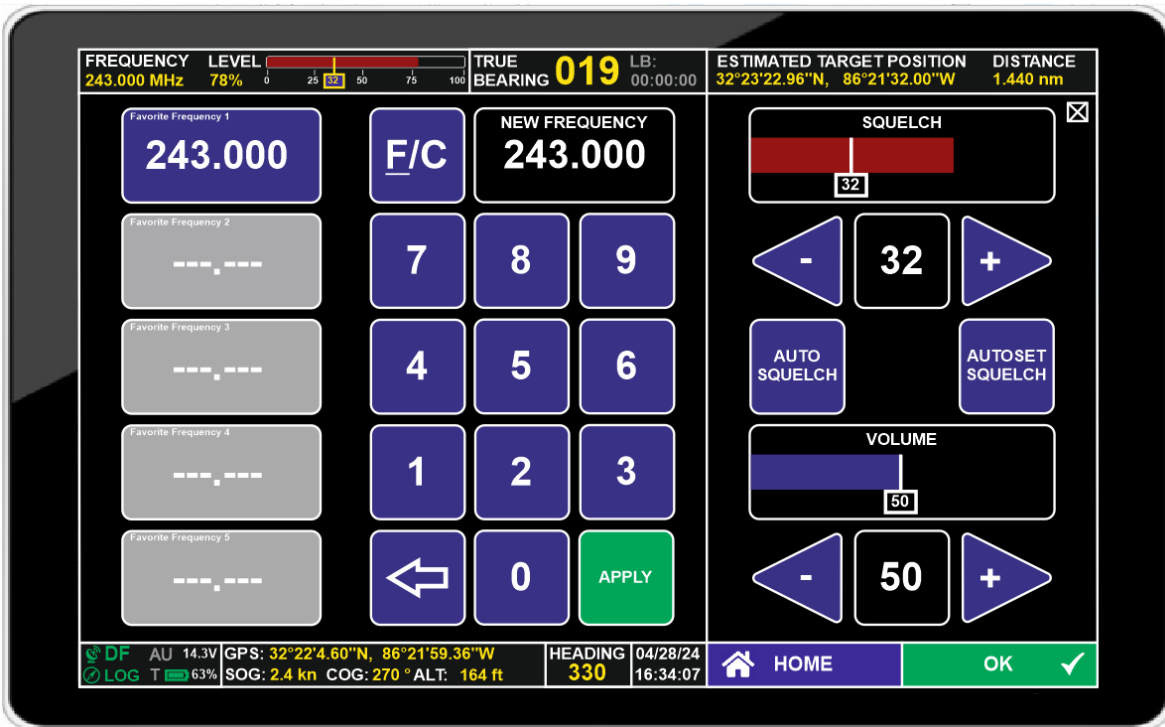 FREQUENCY LEVEL
243.000 MHz 78%
0 25 32 50 75 100
TRUE
BEARING 019
LB:
00:00:00
ESTIMATED TARGET POSITION DISTANCE
32°23'22.96"N, 86°21'32.00"W 1.440 nm
Favorite Frequency 1
243.000
F/C
NEW FREQUENCY
243.000
SQUELCH
32
Favorite Frequency 2
---.---
7 8 9
- 32 +
Favorite Frequency 3
---.---
4 5 6
AUTO
SQUELCH
AUTOSET
SQUELCH
Favorite Frequency 4
---.---
1 2 3
VOLUME
50
Favorite Frequency 5
---.---
0 APPLY
- 50 +
DF AU 14.3V
LOG T 63%
GPS: 32°22'4.60"N, 86°21'59.36"W
SOG: 2.4 kn COG: 270 ° ALT: 164 ft
HEADING
330
04/28/24
16:34:07
HOME
OK